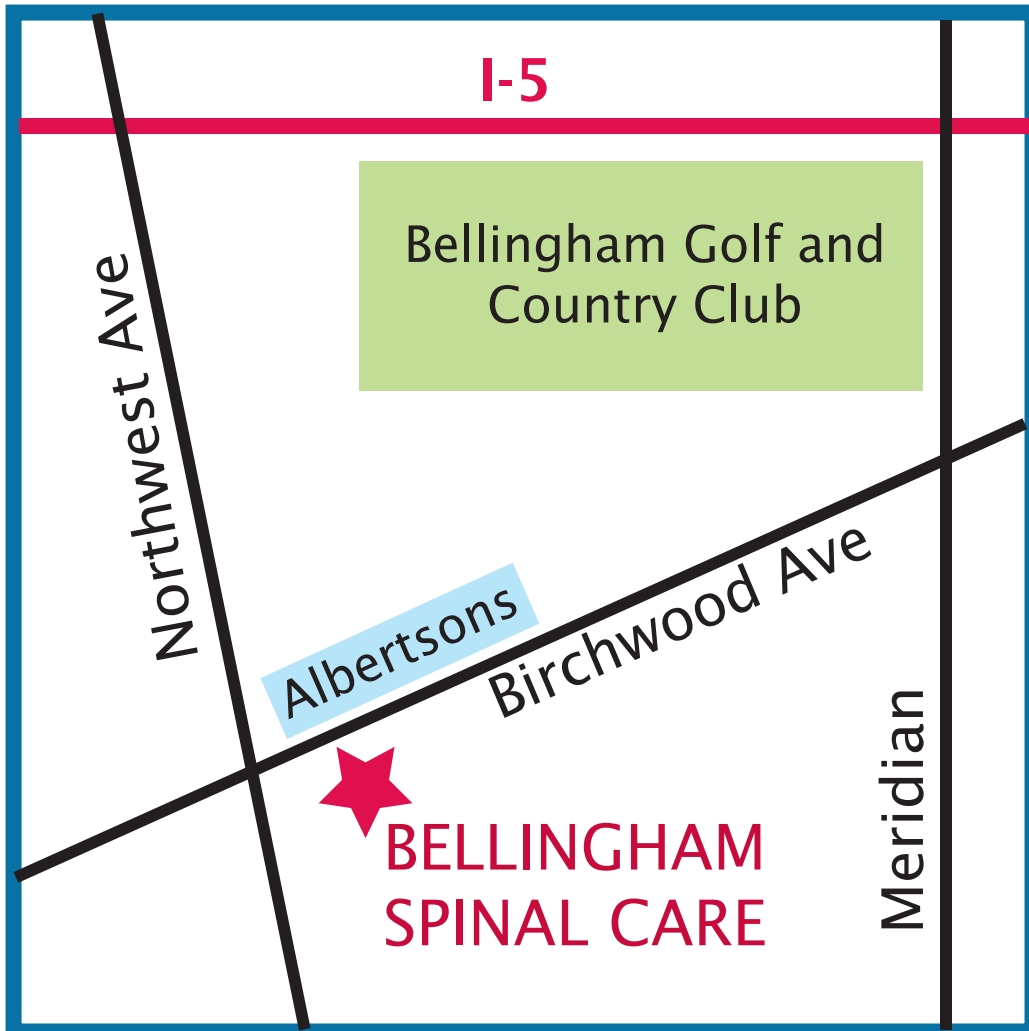 I-5
Bellingham Golf and
Country Club
Northwest Ave
Albertsons
Birchwood Ave
Meridian
BELLINGHAM
SPINAL CARE